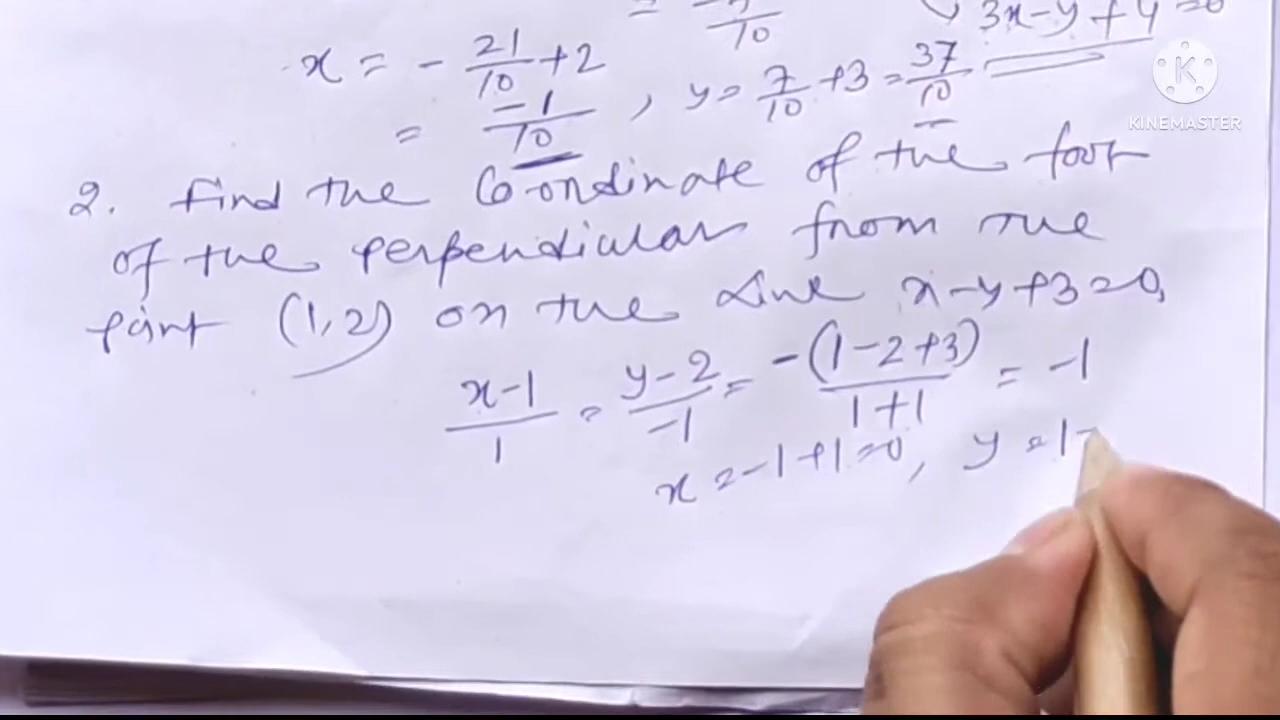 3x-y+4=0
10
x = - 21/10 +2
= -1/10 , y= 7/10 +3 = 37/10
KINEMASTER
2. find the Coordinate of the foot
of the perpendicular from the
point (1,2) on the line x-y+3=0,
x-1/1 = y-2/-1 = -(1-2+3)/1+1 = -1
x = -1+1=0, y = 1